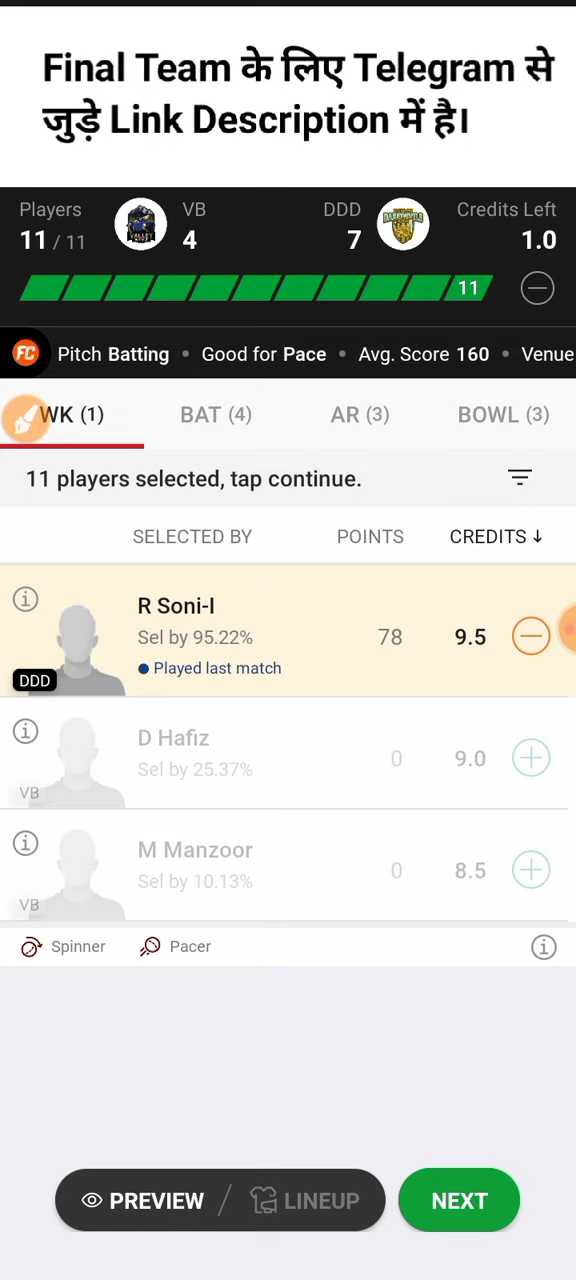 Final Team के लिए Telegram से
जुड़े Link Description में है।
Players VB DDD Credits Left
11 / 11 4 7 1.0
11
FC Pitch Batting • Good for Pace • Avg. Score 160 • Venue
WK (1) BAT (4) AR (3) BOWL (3)
11 players selected, tap continue.
SELECTED BY POINTS CREDITS ↓
R Soni-I
Sel by 95.22% 78 9.5
Played last match
DDD
D Hafiz
Sel by 25.37% 0 9.0
VB
M Manzoor
Sel by 10.13% 0 8.5
VB
Spinner Pacer
PREVIEW / LINEUP NEXT